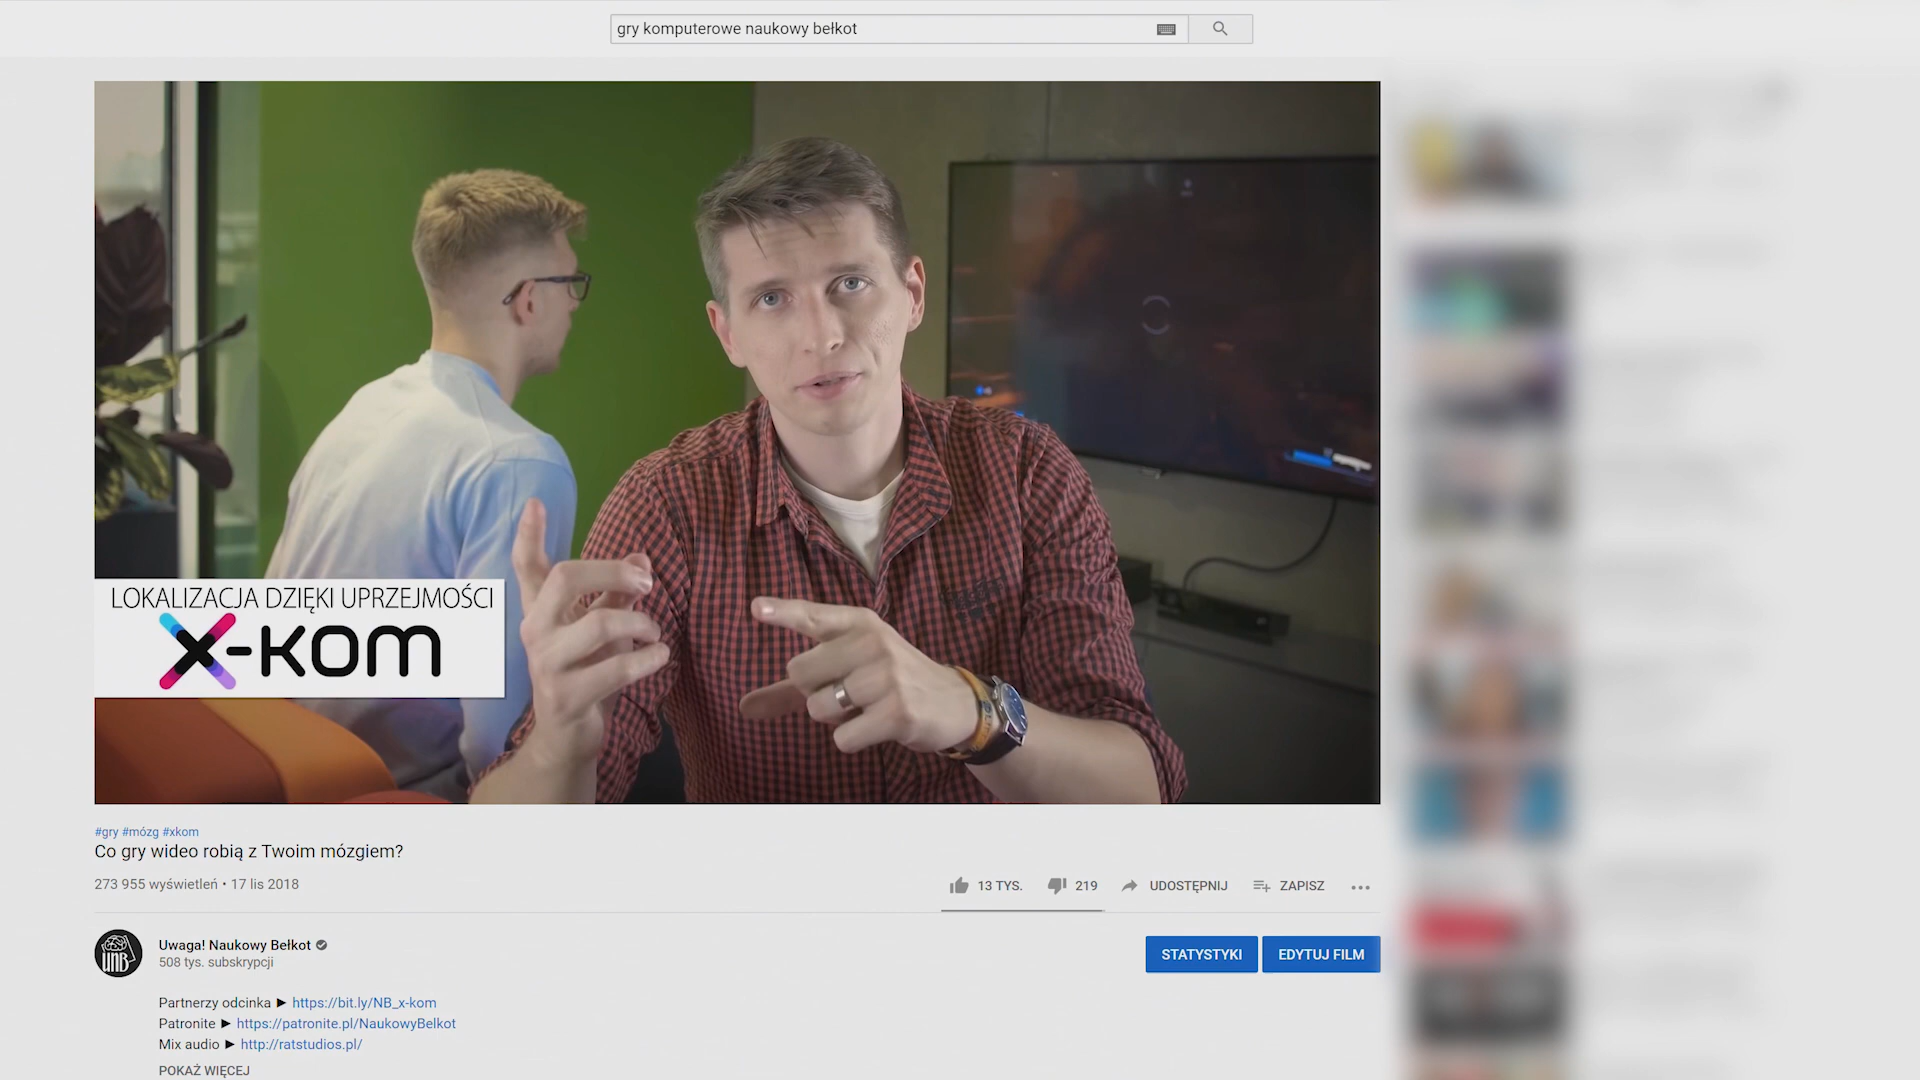 gry komputerowe naukowy bełkot
LOKALIZACJA DZIĘKI UPRZEJMOŚCI
x-kom
#gry #mózg #xkom
Co gry wideo robią z Twoim mózgiem?
273 955 wyświetleń • 17 lis 2018
13 TYS. 219 UDOSTĘPNIJ ZAPISZ
UNB
Uwaga! Naukowy Bełkot
508 tys. subskrypcji
STATYSTYKI EDYTUJ FILM
Partnerzy odcinka ► https://bit.ly/NB_x-kom
Patronite ► https://patronite.pl/NaukowyBelkot
Mix audio ► http://ratstudios.pl/
POKAŻ WIĘCEJ